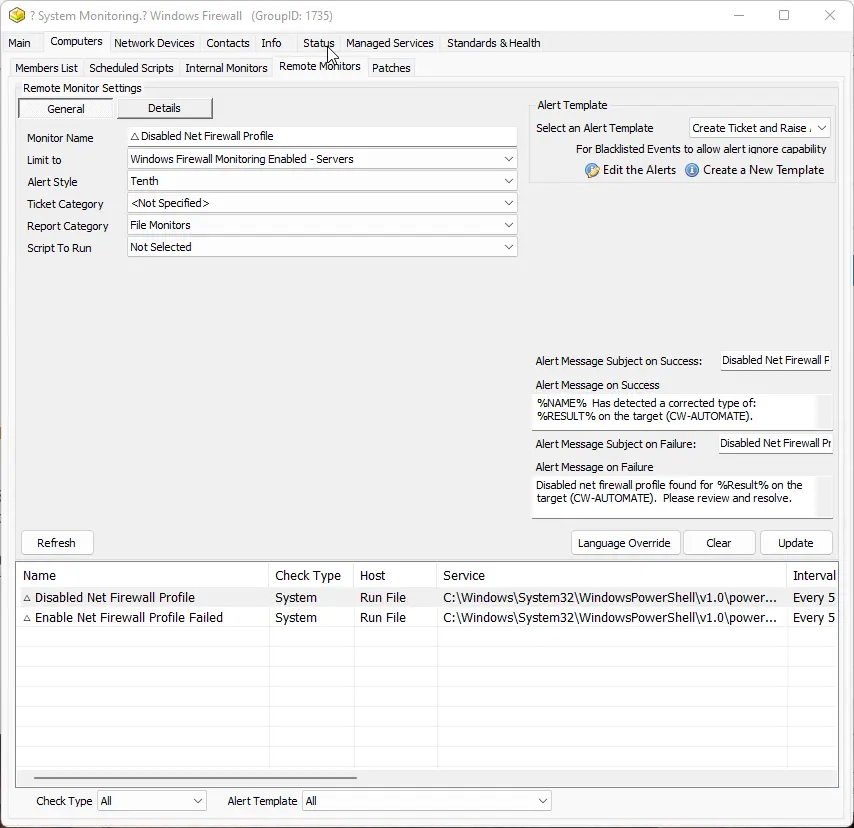 ? System Monitoring.? Windows Firewall (GroupID: 1735)
Main Computers Network Devices Contacts Info Status Managed Services Standards & Health
Members List Scheduled Scripts Internal Monitors Remote Monitors Patches
Remote Monitor Settings
General Details
Monitor Name △ Disabled Net Firewall Profile
Limit to Windows Firewall Monitoring Enabled - Servers
Alert Style Tenth
Ticket Category <Not Specified>
Report Category File Monitors
Script To Run Not Selected
Alert Template
Select an Alert Template Create Ticket and Raise
For Blacklisted Events to allow alert ignore capability
Edit the Alerts Create a New Template
Alert Message Subject on Success: Disabled Net Firewall P
Alert Message on Success
%NAME% Has detected a corrected type of:
%RESULT% on the target (CW-AUTOMATE).
Alert Message Subject on Failure: Disabled Net Firewall Pr
Alert Message on Failure
Disabled net firewall profile found for %Result% on the
target (CW-AUTOMATE). Please review and resolve.
Refresh Language Override Clear Update
Name Check Type Host Service Interval
△ Disabled Net Firewall Profile System Run File C:\Windows\System32\WindowsPowerShell\v1.0\power... Every 5
△ Enable Net Firewall Profile Failed System Run File C:\Windows\System32\WindowsPowerShell\v1.0\power... Every 5
Check Type All Alert Template All